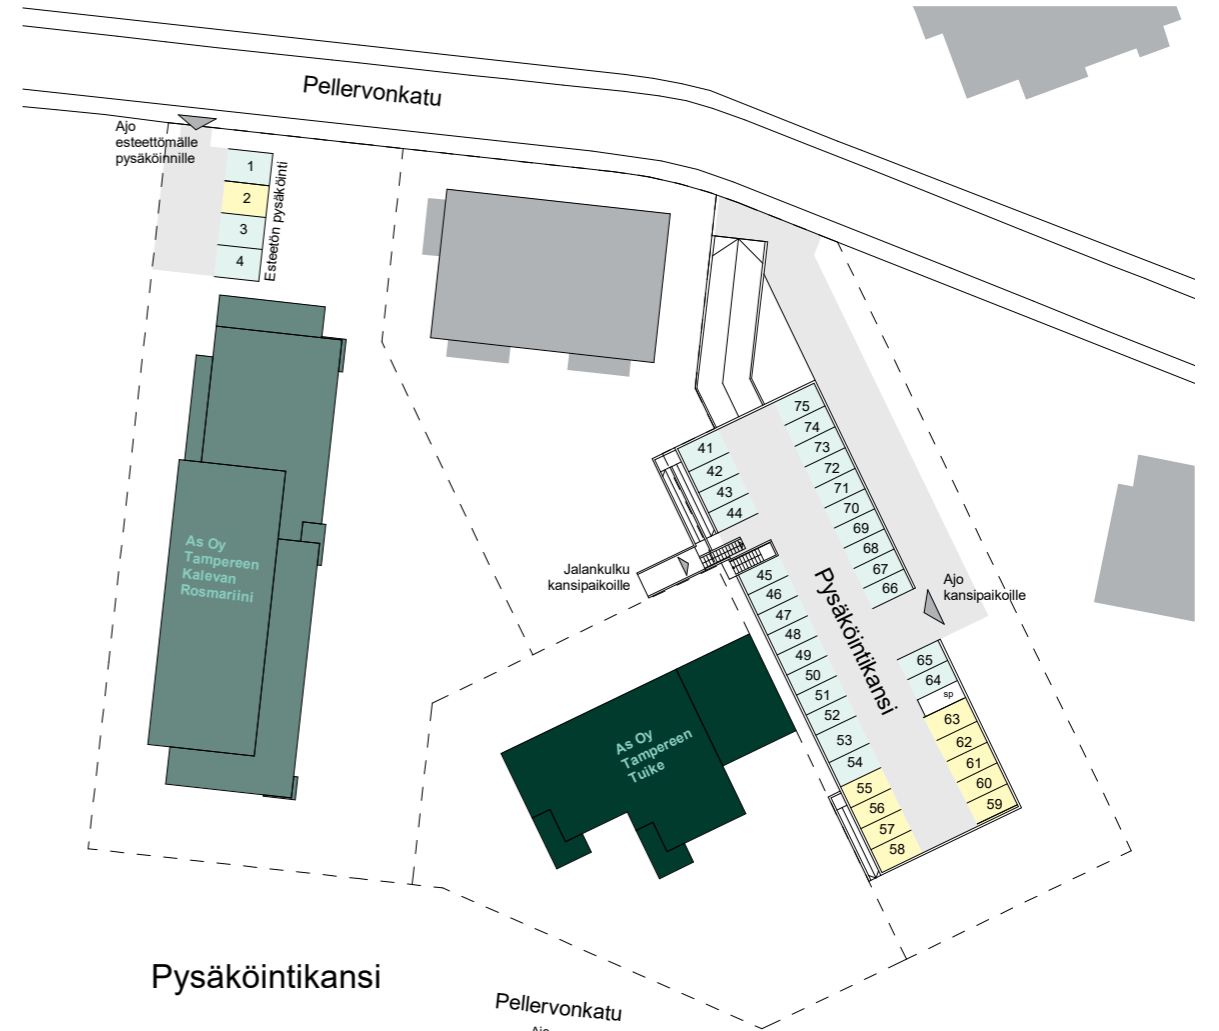 Pellervonkatu
Ajo
esteettömälle
pysäköinnille
1
2
3
4
Esteetön pysäköinti
75
74
73
72
71
70
69
68
67
66
41
42
43
44
Jalankulku
kansipaikoille
Ajo
kansipaikoille
Pysäköintikansi
45
46
47
48
49
50
51
52
53
54
55
56
57
58
65
64
sp
63
62
61
60
59
As Oy
Tampereen
Kalevan
Rosmariini
As Oy
Tampereen
Tuike
Pysäköintikansi
Pellervonkatu
Ajo